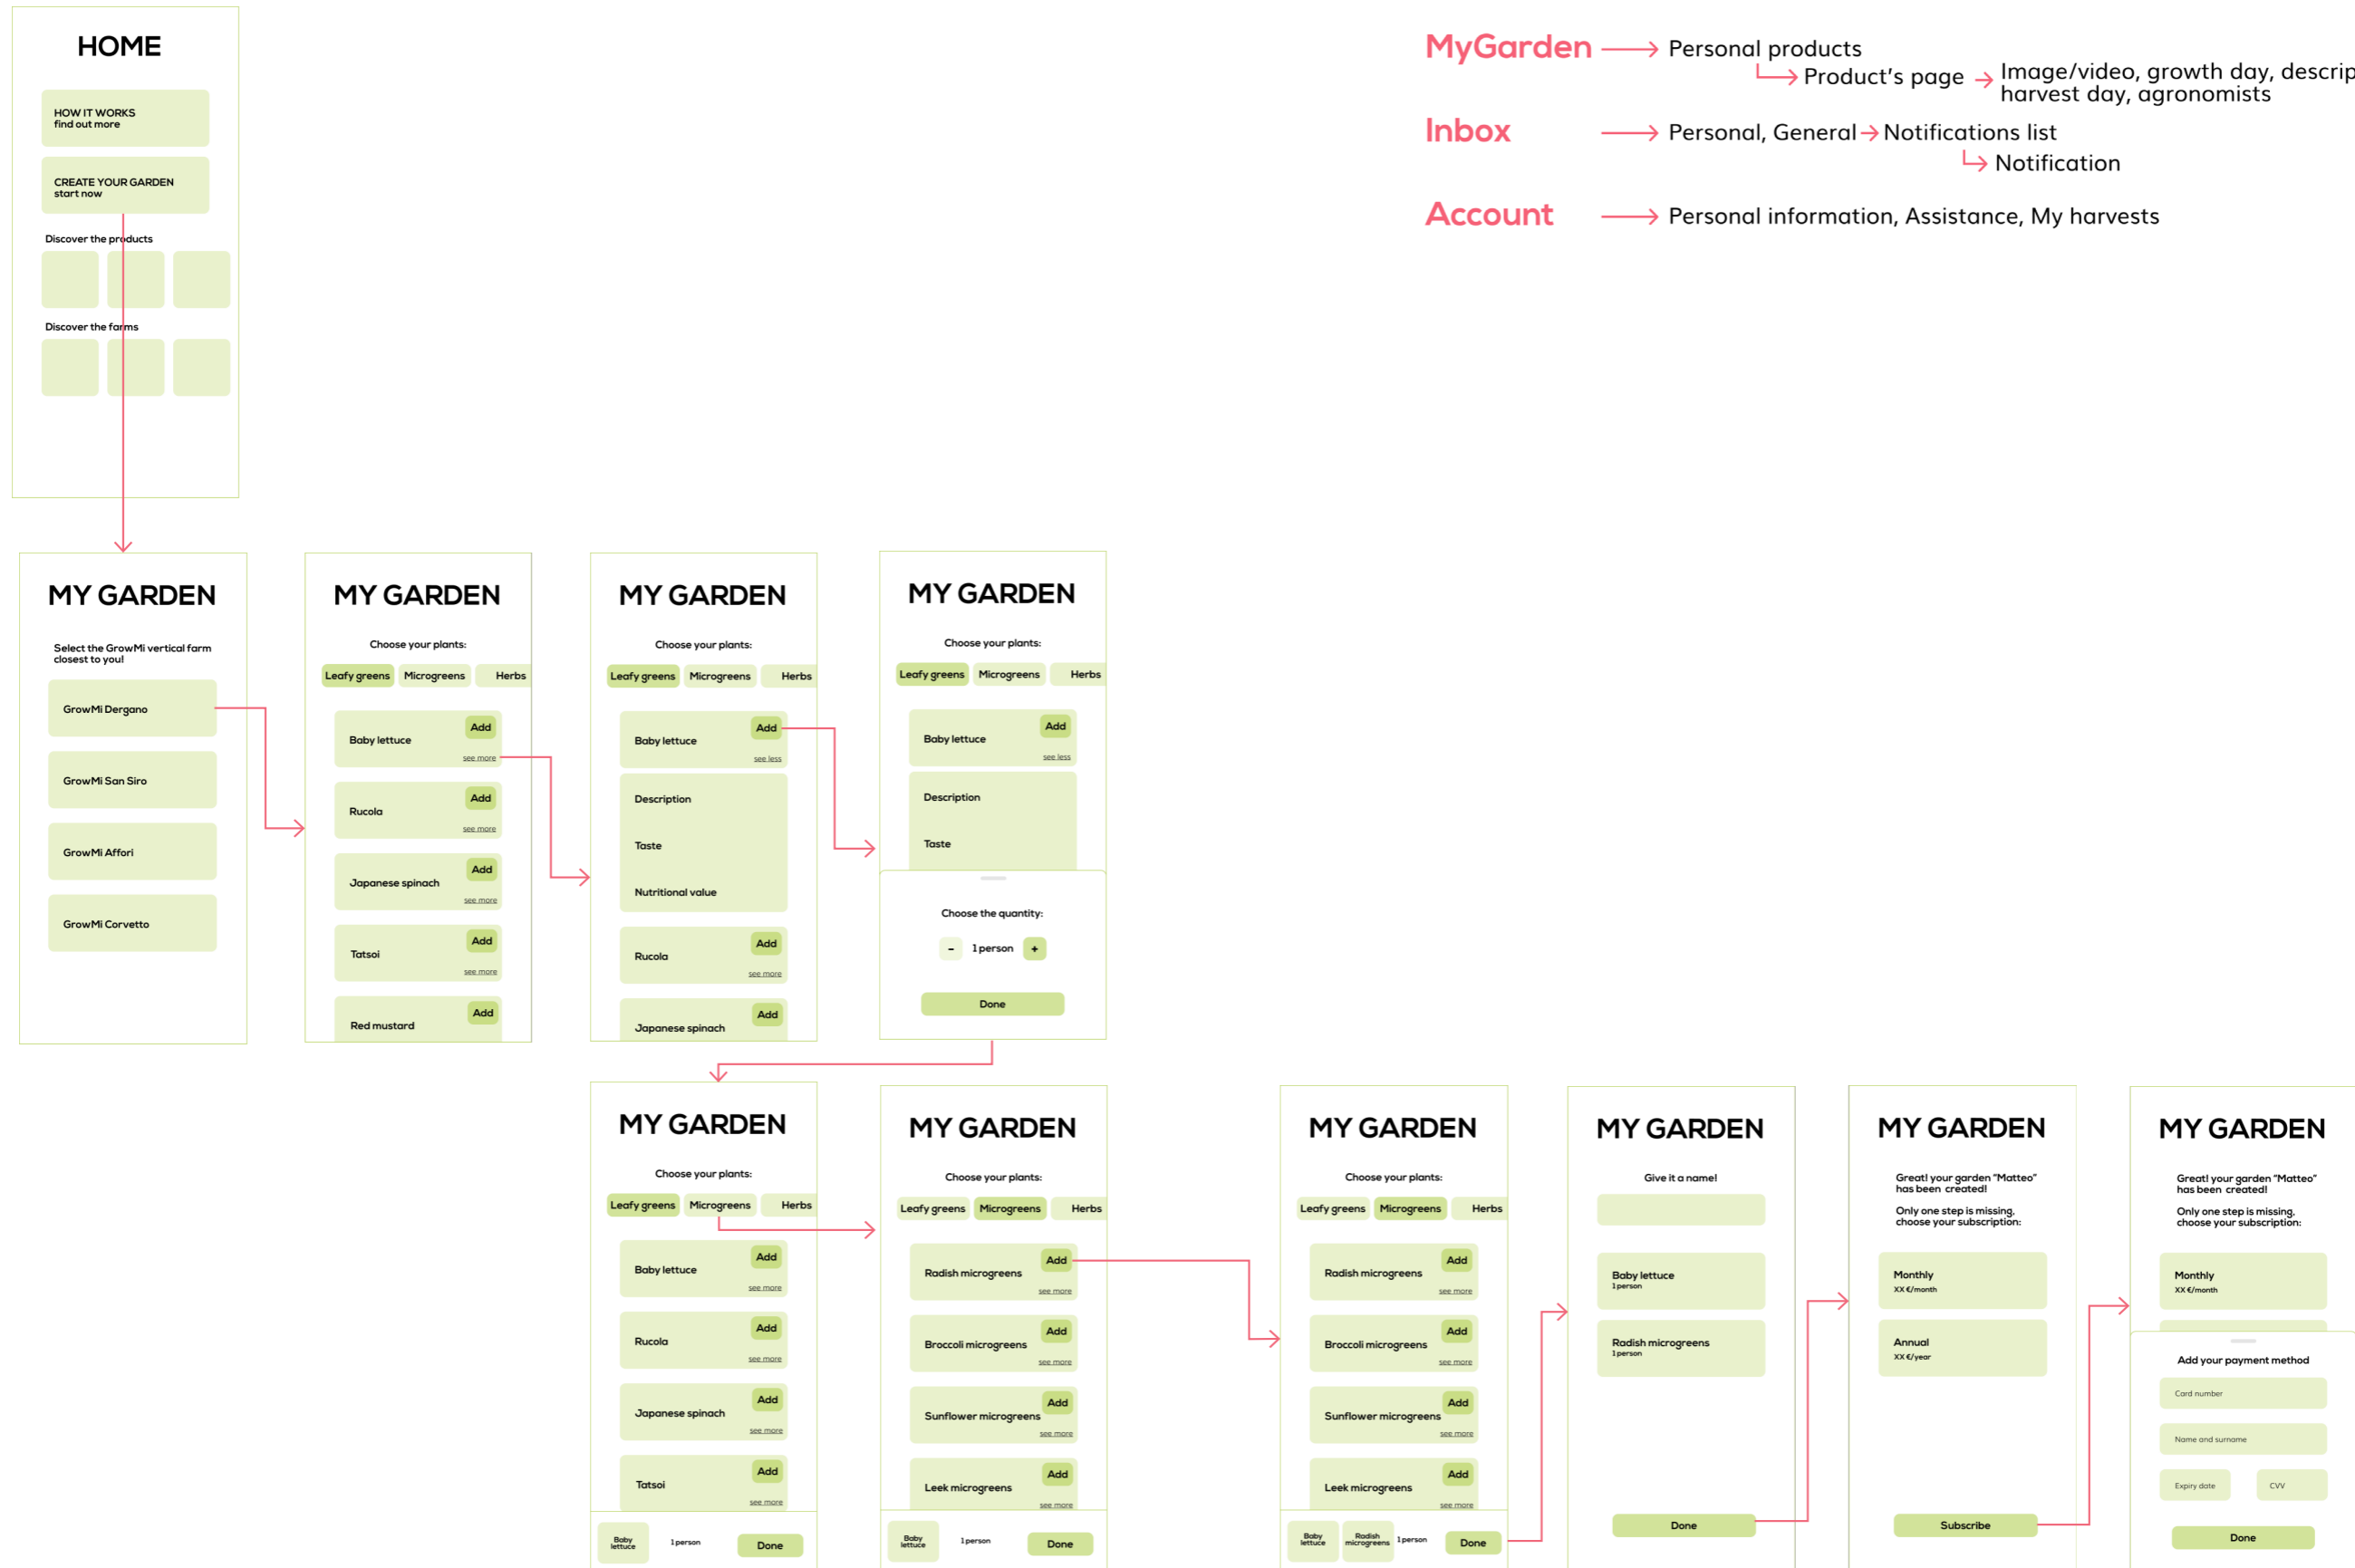 HOME
HOW IT WORKS
find out more
CREATE YOUR GARDEN
start now
Discover the products
Discover the farms
MyGarden
Personal products
Product's page
Image/video, growth day, descrip
harvest day, agronomists
Inbox
Personal, General
Notifications list
Notification
Account
Personal information, Assistance, My harvests
MY GARDEN
Select the GrowMi vertical farm
closest to you!
GrowMi Dergano
GrowMi San Siro
GrowMi Affori
GrowMi Corvetto
MY GARDEN
Choose your plants:
Leafy greens
Microgreens
Herbs
Baby lettuce
Add
see more
Rucola
Add
see more
Japanese spinach
Add
see more
Tatsoi
Add
see more
Red mustard
Add
MY GARDEN
Choose your plants:
Leafy greens
Microgreens
Herbs
Baby lettuce
Add
see less
Description
Taste
Nutritional value
Rucola
Add
see more
Japanese spinach
Add
MY GARDEN
Choose your plants:
Leafy greens
Microgreens
Herbs
Baby lettuce
Add
see less
Description
Taste
Choose the quantity:
- 1 person +
Done
MY GARDEN
Choose your plants:
Leafy greens
Microgreens
Herbs
Baby lettuce
Add
see more
Rucola
Add
see more
Japanese spinach
Add
see more
Tatsoi
Add
see more
Baby
lettuce
1 person
Done
MY GARDEN
Choose your plants:
Leafy greens
Microgreens
Herbs
Radish microgreens
Add
see more
Broccoli microgreens
Add
see more
Sunflower microgreens
Add
see more
Leek microgreens
Add
see more
Baby
lettuce
1 person
Done
MY GARDEN
Choose your plants:
Leafy greens
Microgreens
Herbs
Radish microgreens
Add
see more
Broccoli microgreens
Add
see more
Sunflower microgreens
Add
see more
Leek microgreens
Add
see more
Baby
lettuce
Radish
microgreens
1 person
Done
MY GARDEN
Give it a name!
Baby lettuce
1 person
Radish microgreens
1 person
Done
MY GARDEN
Great! your garden "Matteo"
has been created!
Only one step is missing,
choose your subscription:
Monthly
XX €/month
Annual
XX €/year
Subscribe
MY GARDEN
Great! your garden "Matteo"
has been created!
Only one step is missing,
choose your subscription:
Monthly
XX €/month
Add your payment method
Card number
Name and surname
Expiry date
CVV
Done